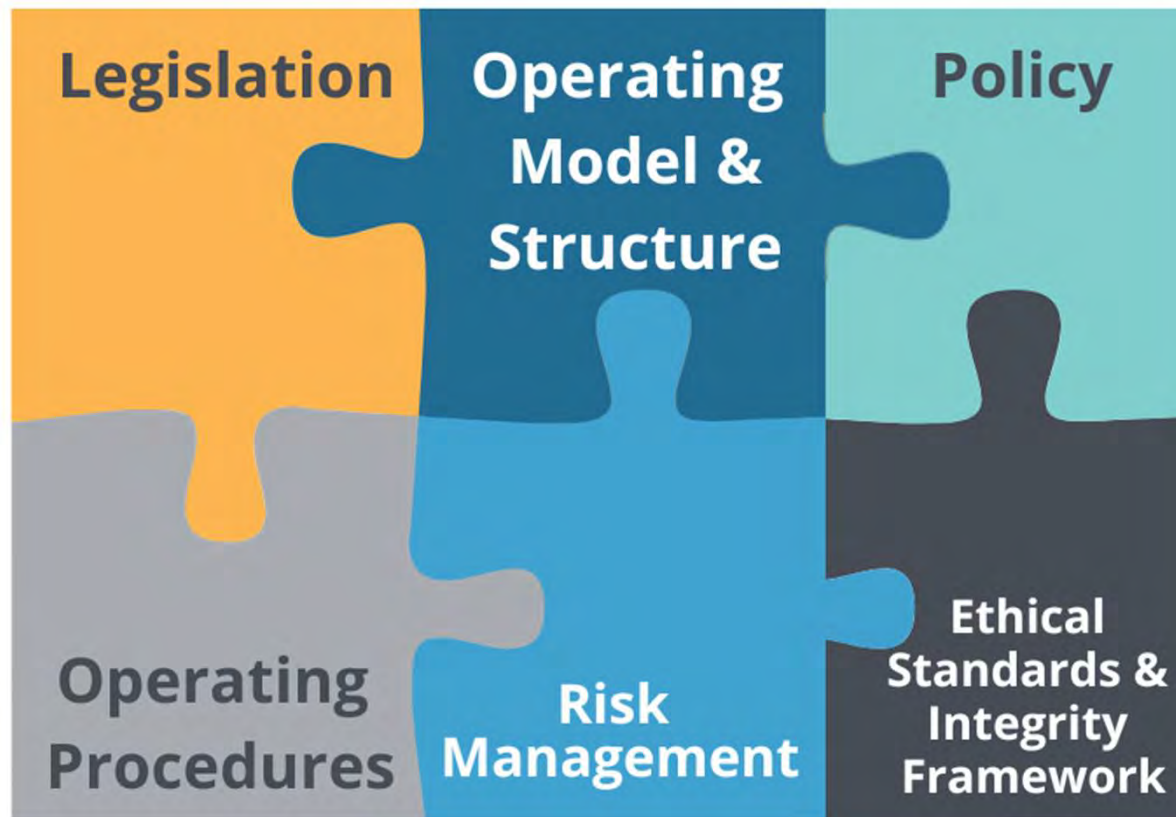 Legislation
Operating
Model &
Structure
Policy
Operating
Procedures
Risk
Management
Ethical
Standards &
Integrity
Framework